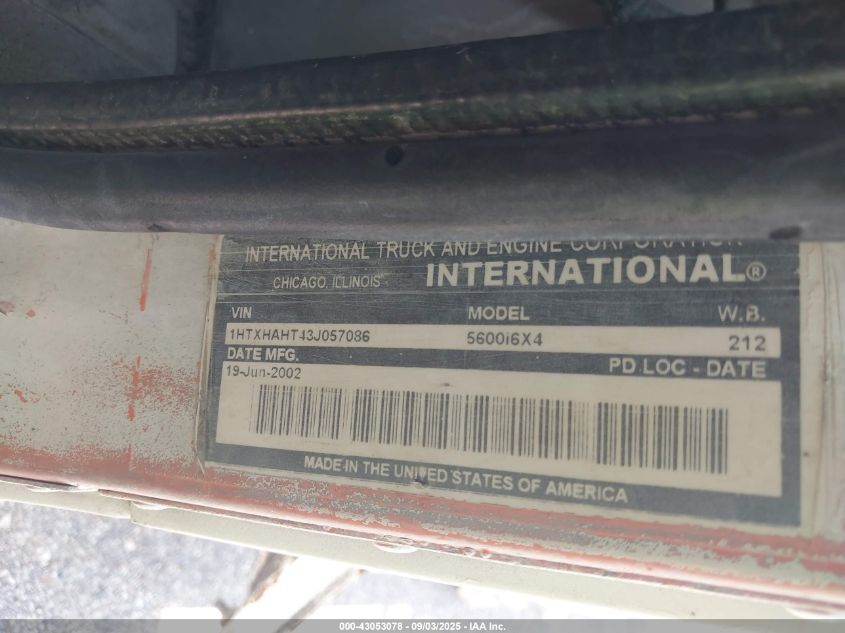 INTERNATIONAL TRUCK AND ENGINE CORPORATION
CHICAGO, ILLINOIS INTERNATIONAL®
VIN MODEL W.B.
1HTXHAHT43J057086 5600i6X4 212
DATE MFG. PD LOC - DATE
19-Jun-2002
MADE IN THE UNITED STATES OF AMERICA
000-43053078 - 09/03/2025 - IAA Inc.